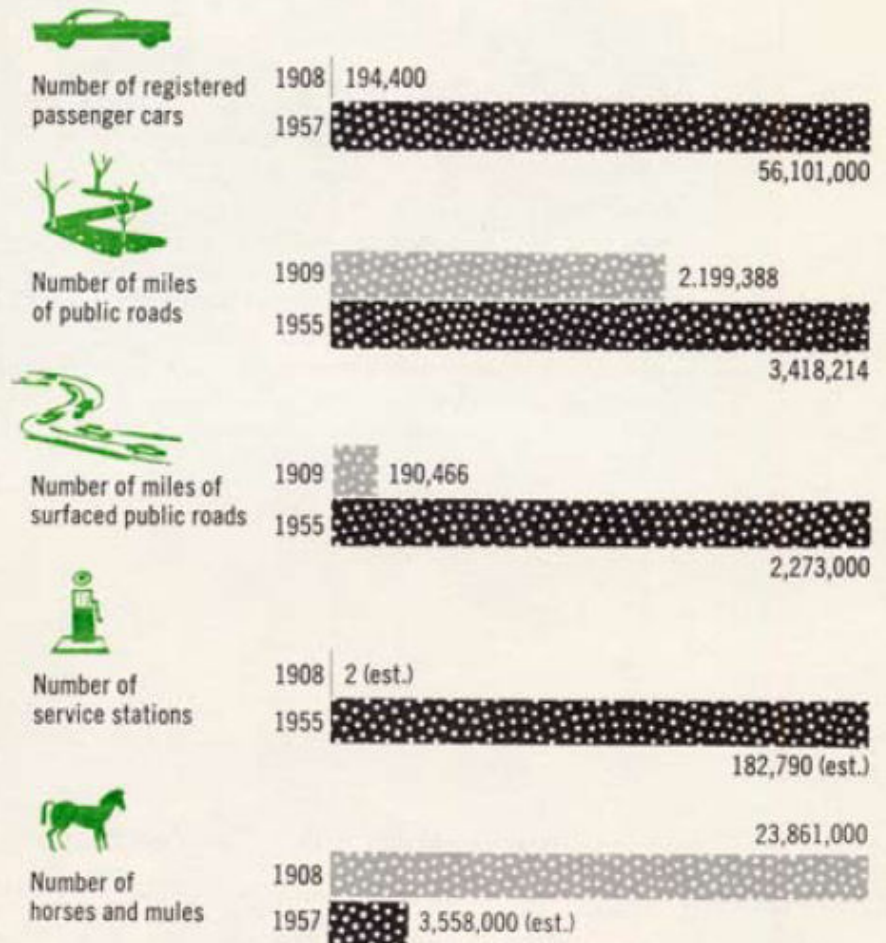 Number of registered
passenger cars
1908 194,400
1957
56,101,000
Number of miles
of public roads
1909 2.199,388
1955
3,418,214
Number of miles of
surfaced public roads
1909 190,466
1955
2,273,000
Number of
service stations
1908 2 (est.)
1955
182,790 (est.)
Number of
horses and mules
23,861,000
1908
1957 3,558,000 (est.)